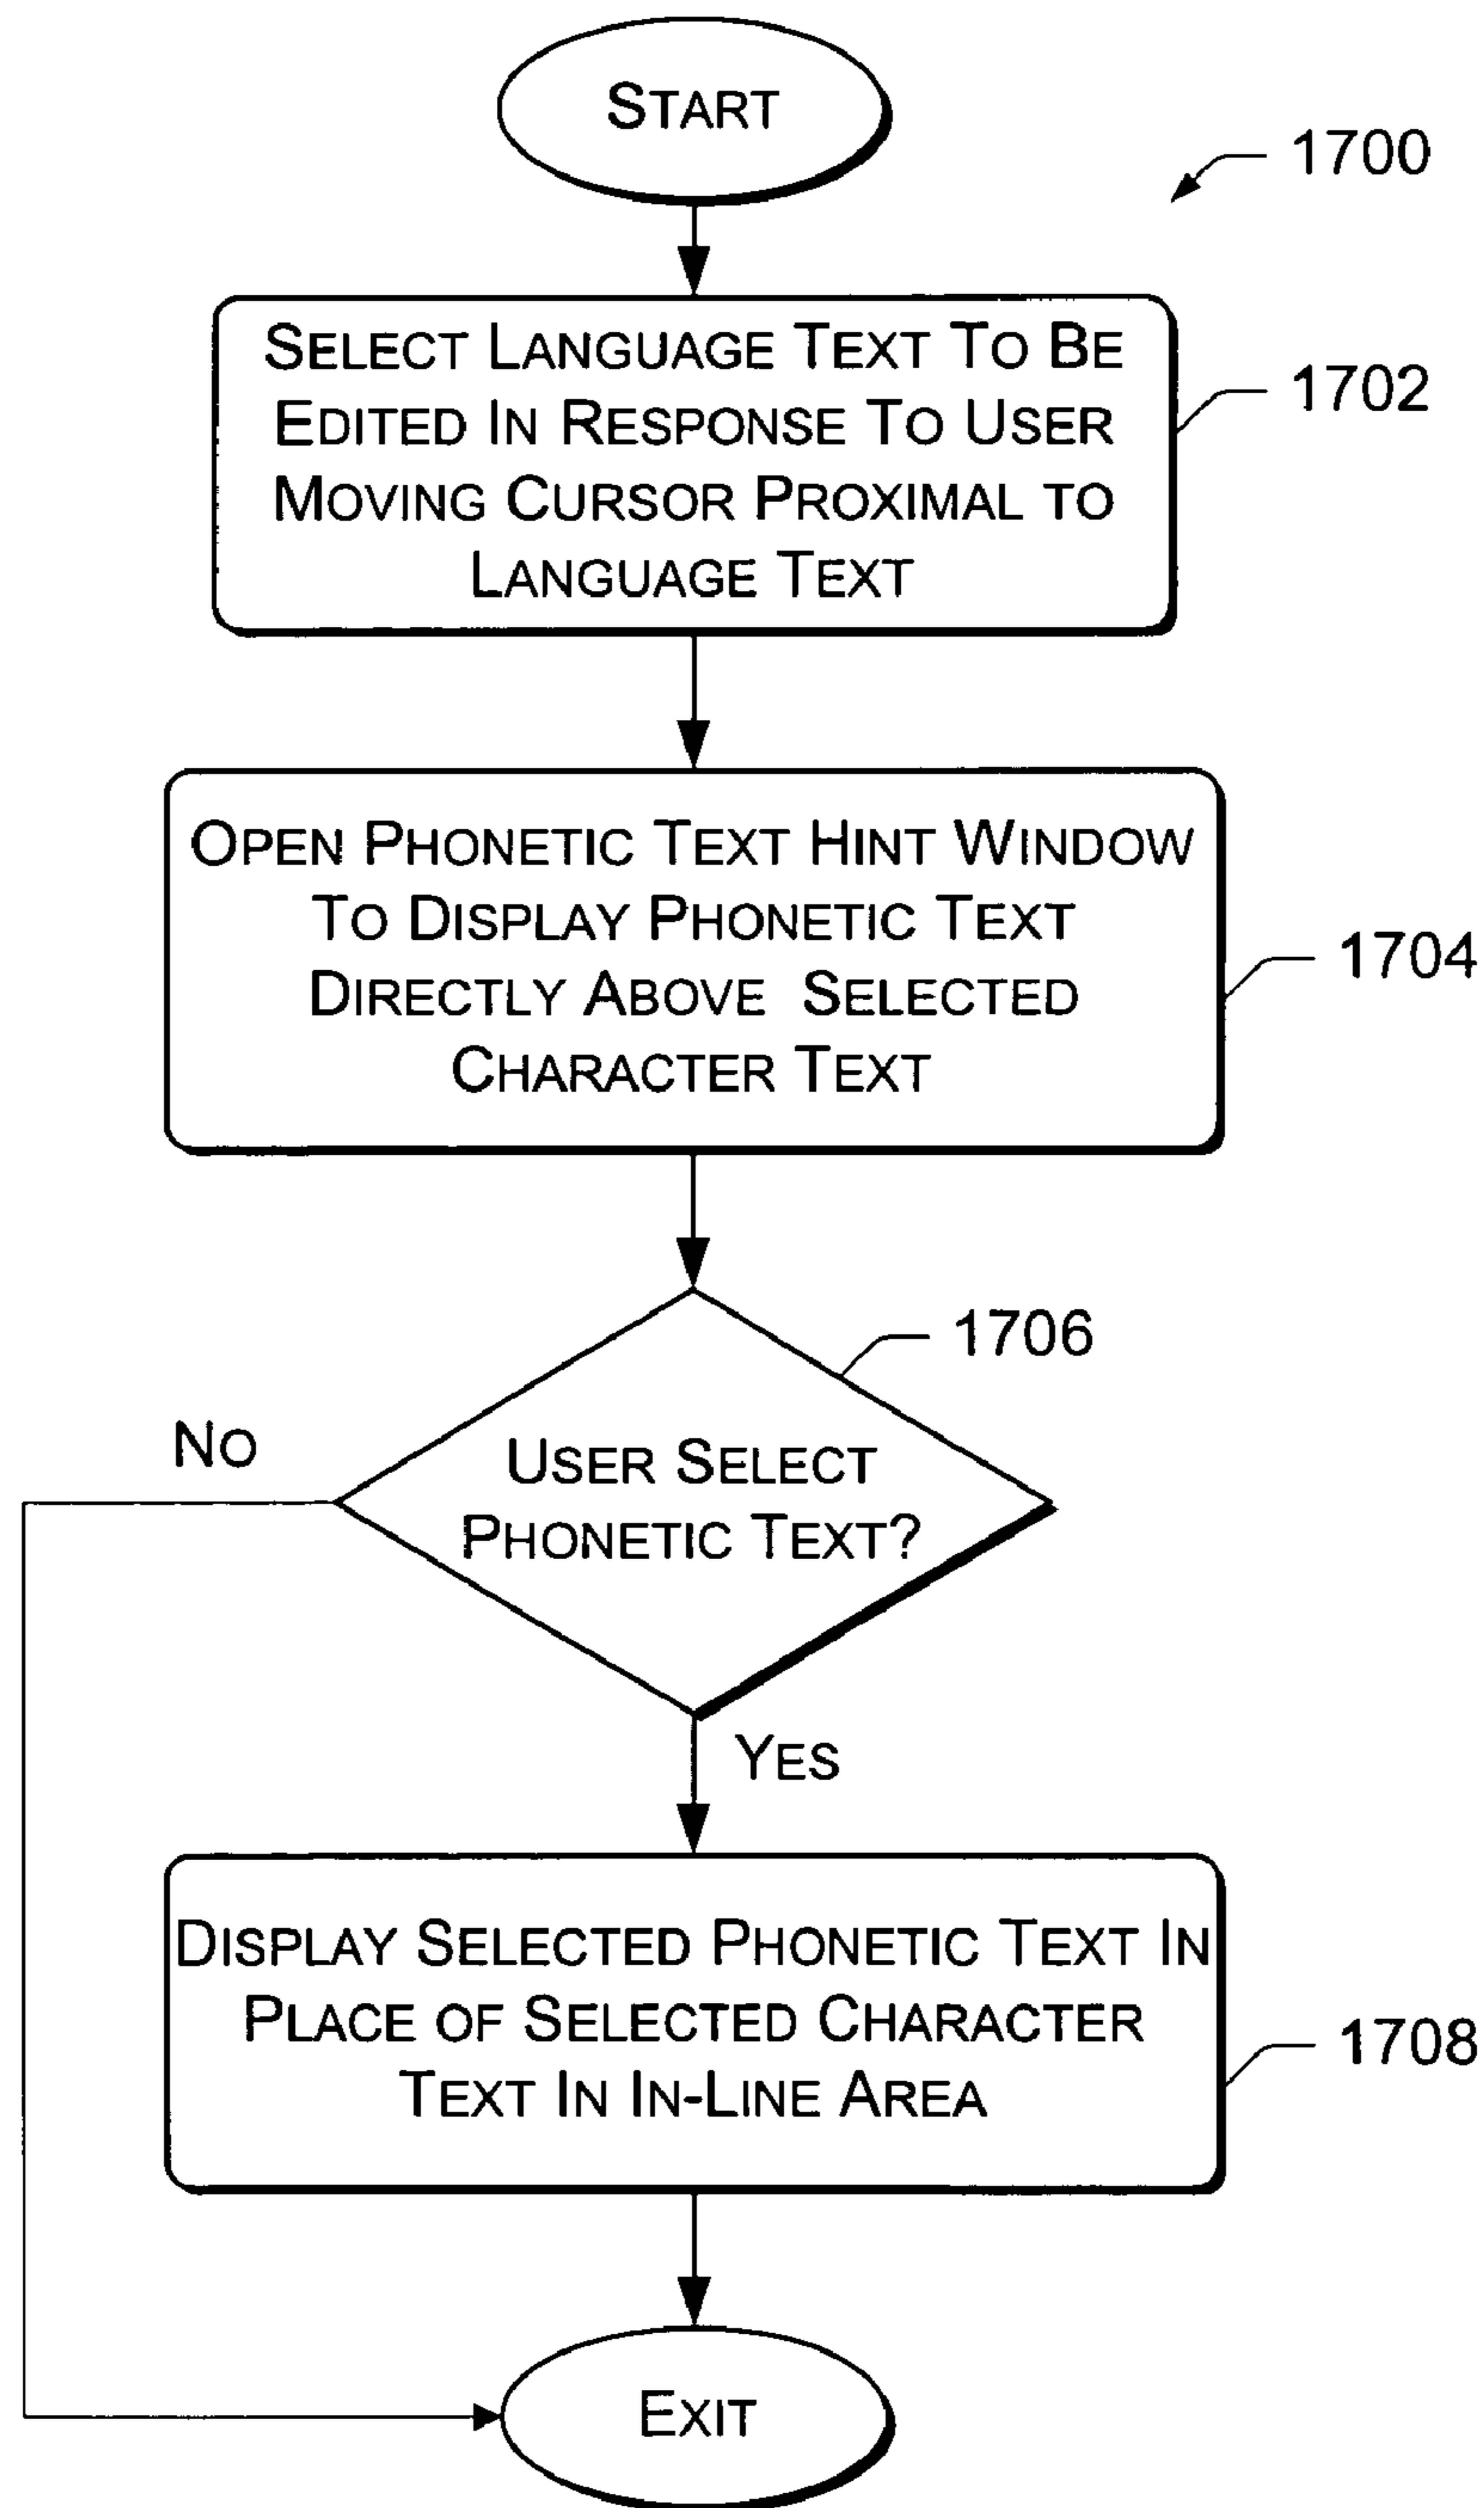 START
1700
SELECT LANGUAGE TEXT TO BE
EDITED IN RESPONSE TO USER
MOVING CURSOR PROXIMAL TO
LANGUAGE TEXT
1702
OPEN PHONETIC TEXT HINT WINDOW
TO DISPLAY PHONETIC TEXT
DIRECTLY ABOVE SELECTED
CHARACTER TEXT
1704
1706
NO
USER SELECT
PHONETIC TEXT?
YES
DISPLAY SELECTED PHONETIC TEXT IN
PLACE OF SELECTED CHARACTER
TEXT IN IN-LINE AREA
1708
EXIT